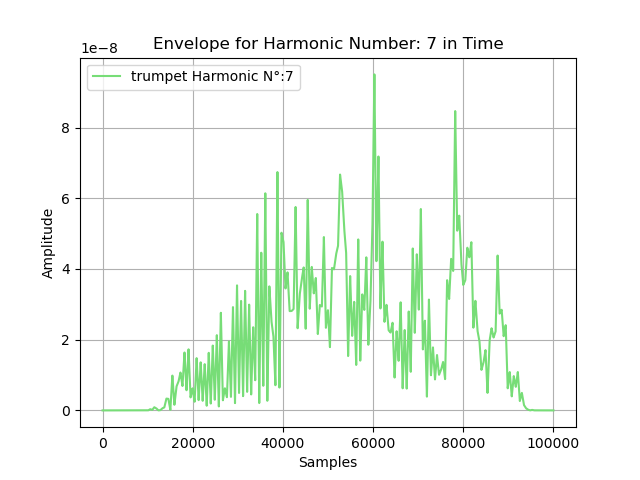 Envelope for Harmonic Number: 7 in Time
1e−8
trumpet Harmonic N°:7
8
6
4
2
0
Amplitude
0 20000 40000 60000 80000 100000
Samples